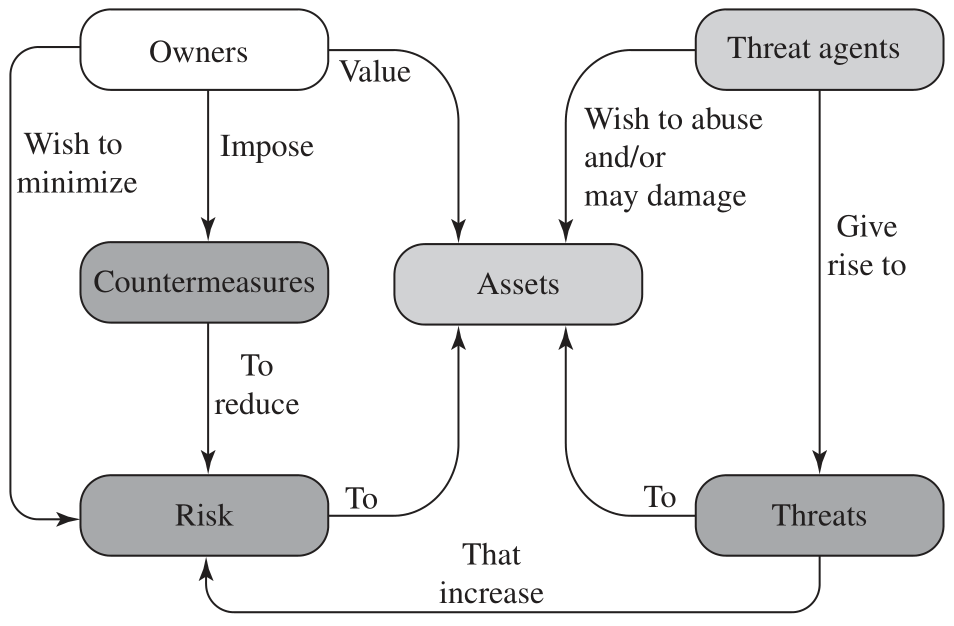 Owners
Threat agents
Value
Wish to
minimize
Impose
Wish to abuse
and/or
may damage
Give
rise to
Countermeasures
Assets
To
reduce
Risk
To
To
Threats
That
increase